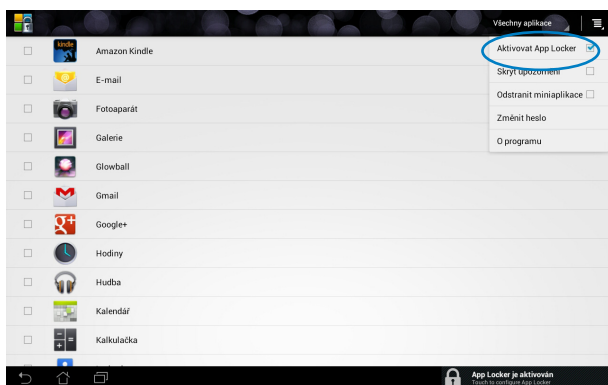 Všechny aplikace
kindle
Amazon Kindle
Aktivovat App Locker
E-mail
Skrýt upozornění
Odstranit miniaplikace
Fotoaparát
Změnit heslo
Galerie
O programu
Glowball
Gmail
Google+
Hodiny
Hudba
Kalendář
Kalkulačka
App Locker je aktivován
Touch to configure App Locker